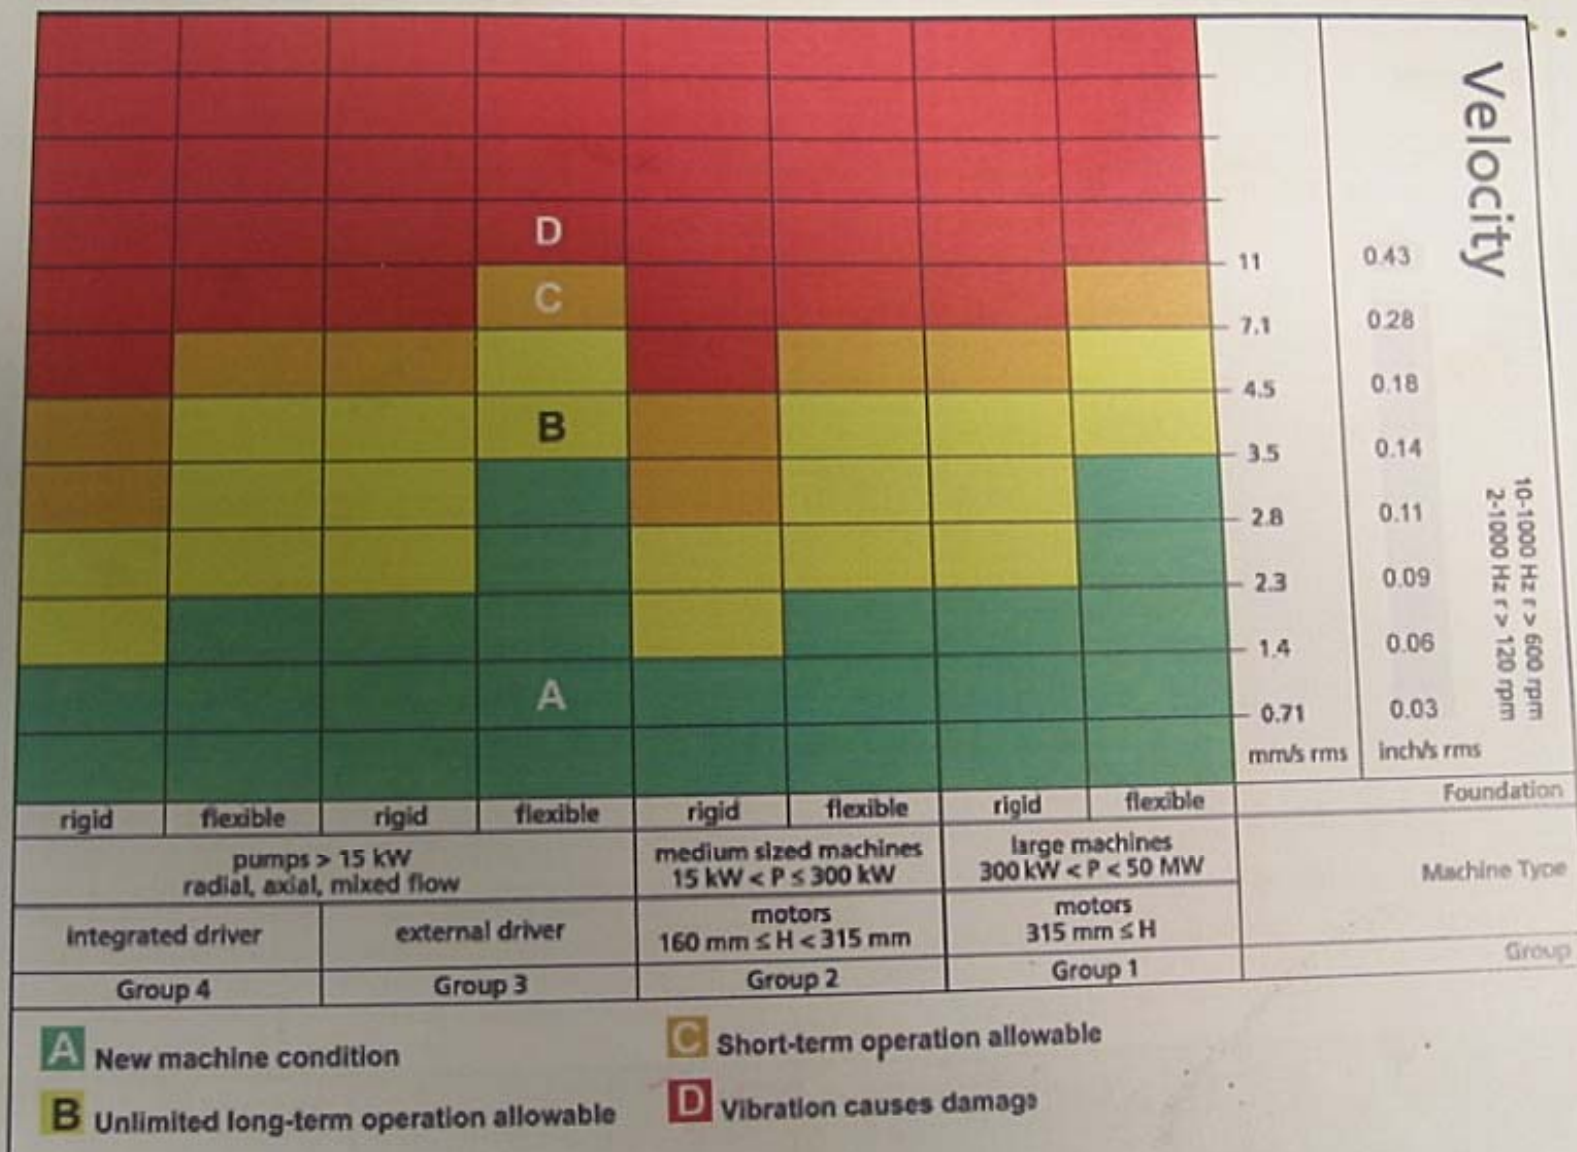 Velocity
10-1000 Hz r > 600 rpm
2-1000 Hz r > 120 rpm
D
C
B
A
11 0.43
7.1 0.28
4.5 0.18
3.5 0.14
2.8 0.11
2.3 0.09
1.4 0.06
0.71 0.03
mm/s rms inch/s rms
rigid flexible rigid flexible rigid flexible rigid flexible Foundation
pumps > 15 kW
radial, axial, mixed flow
medium sized machines
15 kW < P ≤ 300 kW
large machines
300 kW < P < 50 MW
Machine Type
integrated driver
external driver
motors
160 mm ≤ H < 315 mm
motors
315 mm ≤ H
Group 4 Group 3 Group 2 Group 1 Group
A New machine condition
B Unlimited long-term operation allowable
C Short-term operation allowable
D Vibration causes damage